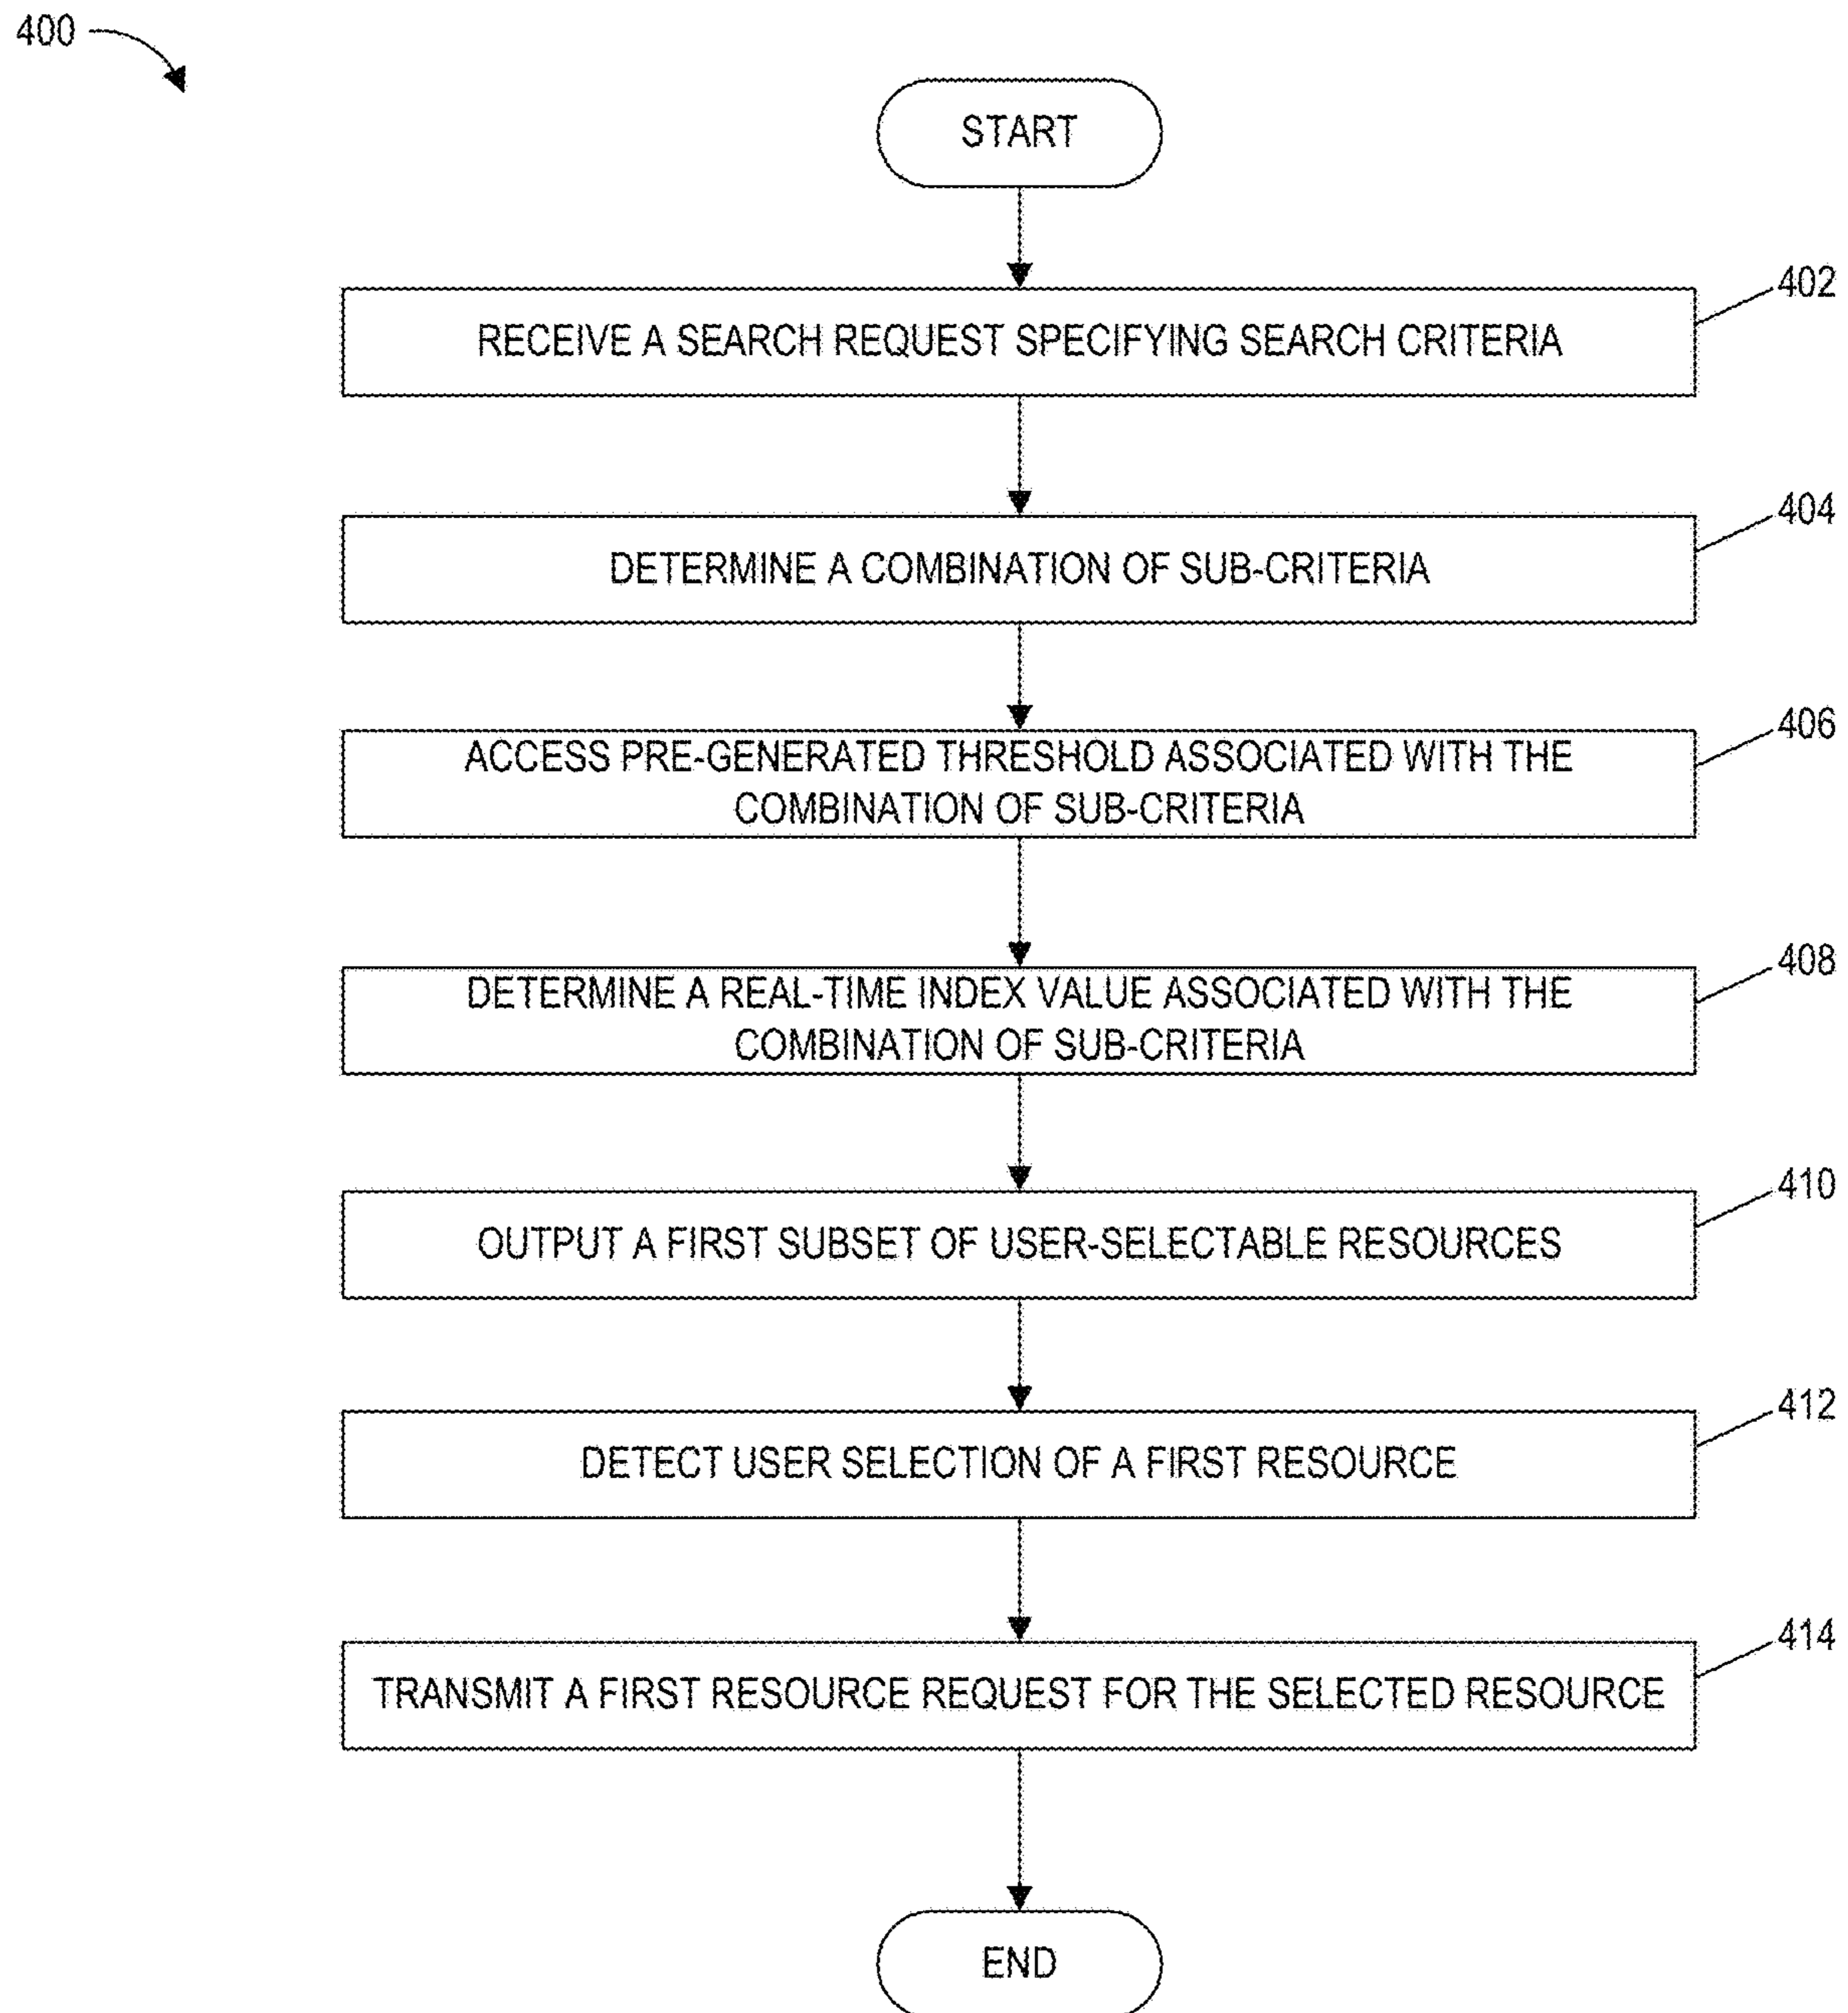 400
START
402
RECEIVE A SEARCH REQUEST SPECIFYING SEARCH CRITERIA
404
DETERMINE A COMBINATION OF SUB-CRITERIA
406
ACCESS PRE-GENERATED THRESHOLD ASSOCIATED WITH THE
COMBINATION OF SUB-CRITERIA
408
DETERMINE A REAL-TIME INDEX VALUE ASSOCIATED WITH THE
COMBINATION OF SUB-CRITERIA
410
OUTPUT A FIRST SUBSET OF USER-SELECTABLE RESOURCES
412
DETECT USER SELECTION OF A FIRST RESOURCE
414
TRANSMIT A FIRST RESOURCE REQUEST FOR THE SELECTED RESOURCE
END